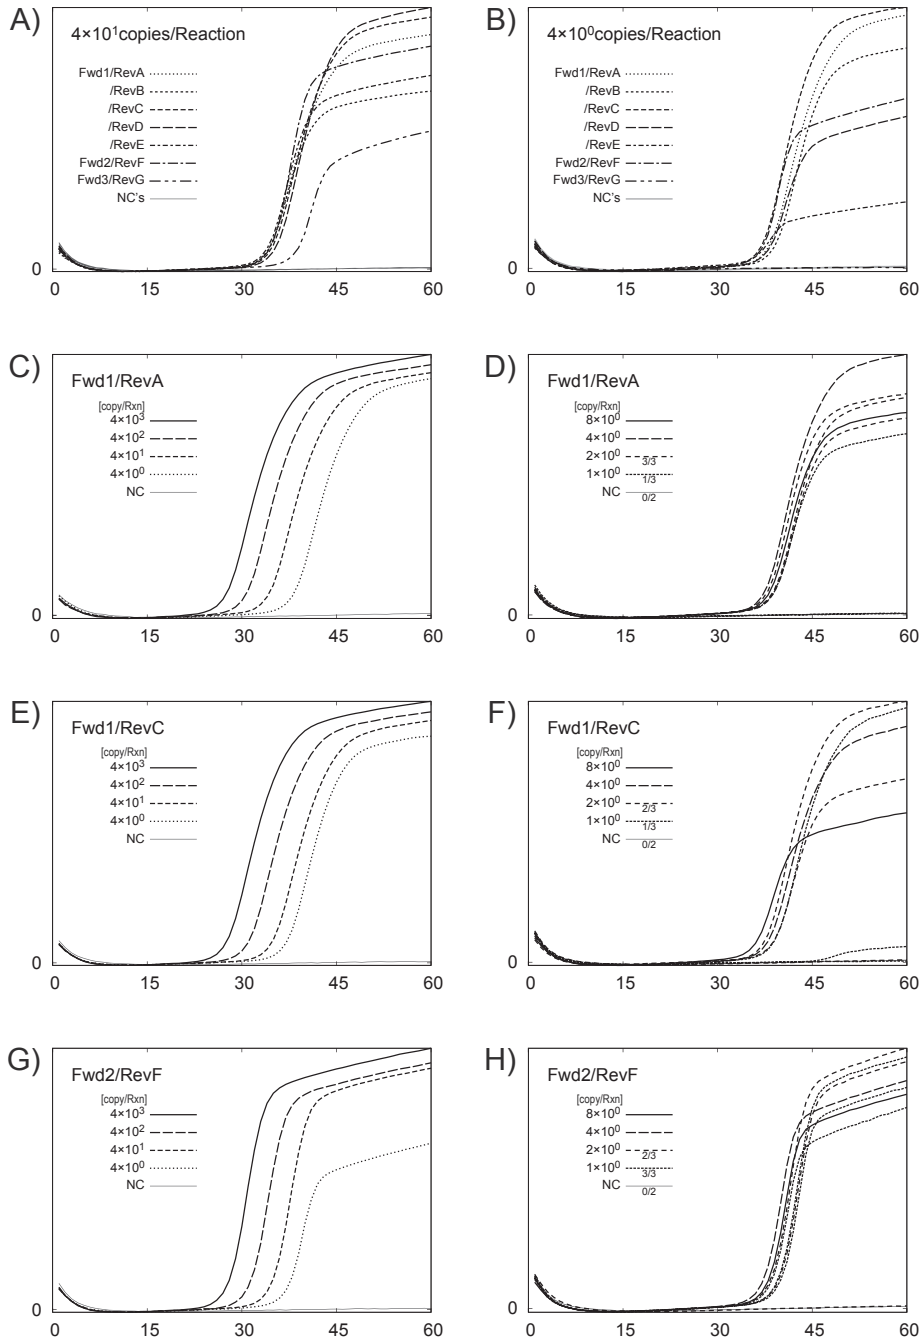 A)
4×10¹copies/Reaction
Fwd1/RevA
/RevB
/RevC
/RevD
/RevE
Fwd2/RevF
Fwd3/RevG
NC's
0
0 15 30 45 60
B)
4×10⁰copies/Reaction
Fwd1/RevA
/RevB
/RevC
/RevD
/RevE
Fwd2/RevF
Fwd3/RevG
NC's
0
0 15 30 45 60
C)
Fwd1/RevA
[copy/Rxn]
4×10³
4×10²
4×10¹
4×10⁰
NC
0
0 15 30 45 60
D)
Fwd1/RevA
[copy/Rxn]
8×10⁰
4×10⁰
2×10⁰ 3/3
1×10⁰ 1/3
NC 0/2
0
0 15 30 45 60
E)
Fwd1/RevC
[copy/Rxn]
4×10³
4×10²
4×10¹
4×10⁰
NC
0
0 15 30 45 60
F)
Fwd1/RevC
[copy/Rxn]
8×10⁰
4×10⁰
2×10⁰ 2/3
1×10⁰ 1/3
NC 0/2
0
0 15 30 45 60
G)
Fwd2/RevF
[copy/Rxn]
4×10³
4×10²
4×10¹
4×10⁰
NC
0
0 15 30 45 60
H)
Fwd2/RevF
[copy/Rxn]
8×10⁰
4×10⁰
2×10⁰ 2/3
1×10⁰ 3/3
NC 0/2
0
0 15 30 45 60